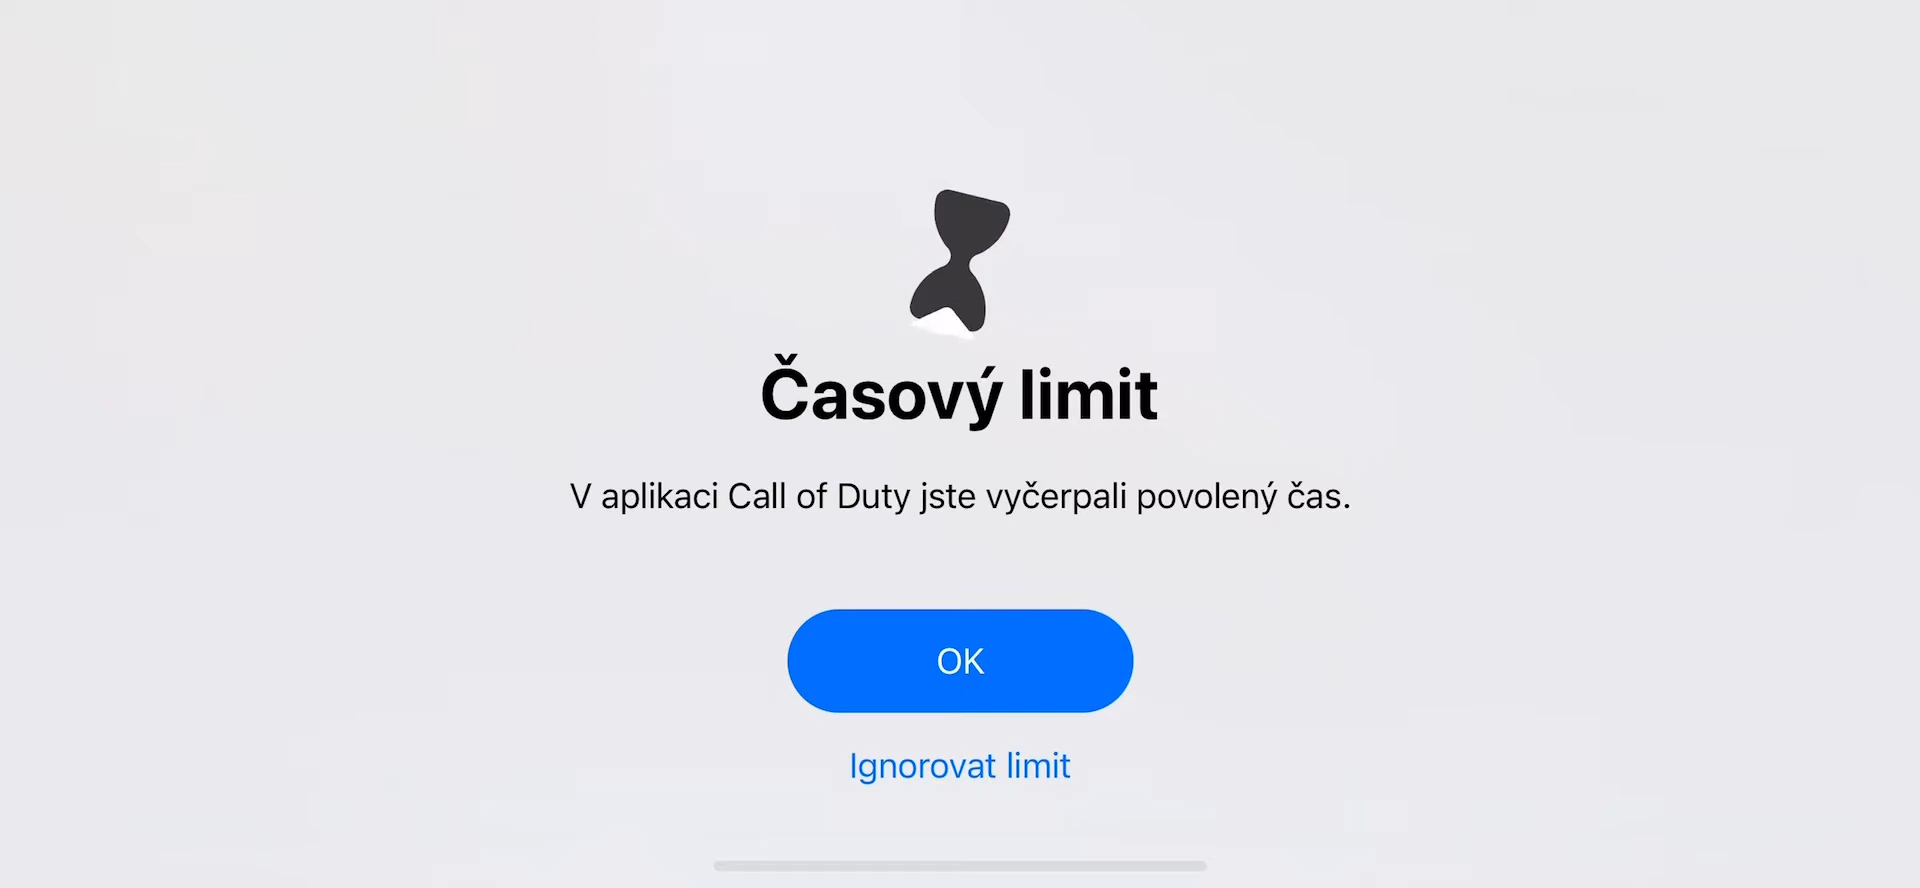 Časový limit
V aplikaci Call of Duty jste vyčerpali povolený čas.
OK
Ignorovat limit